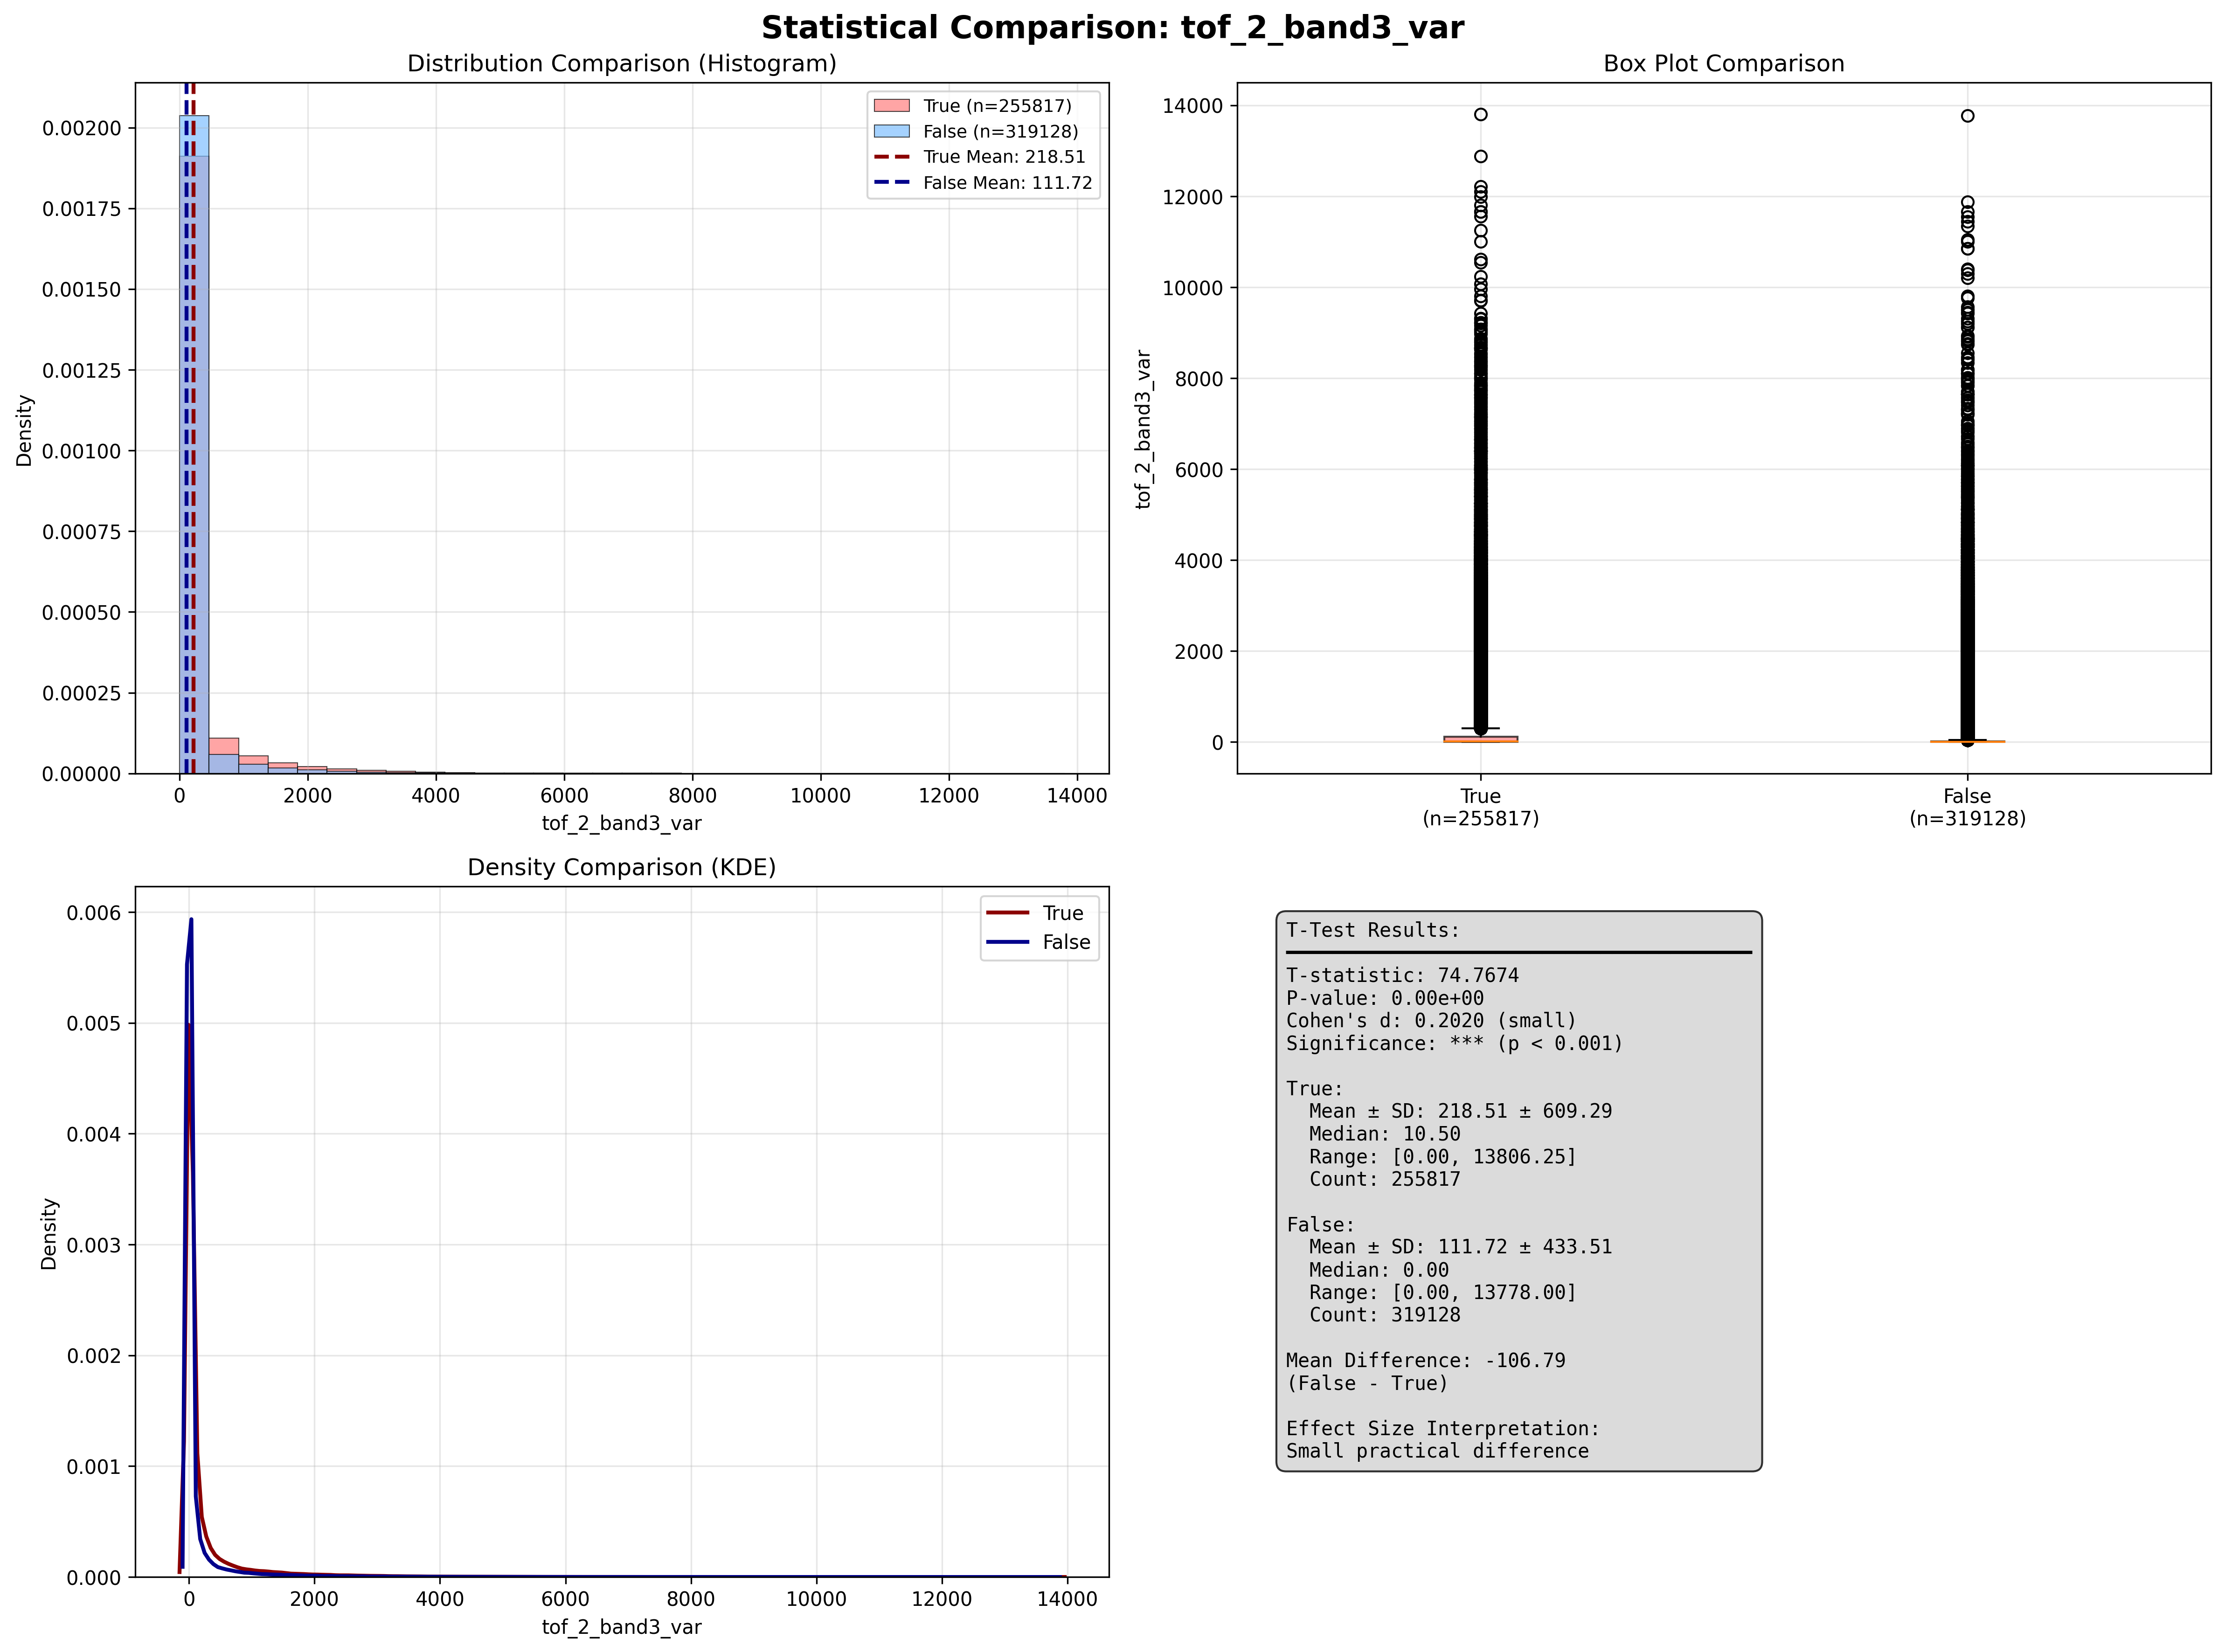 Statistical Comparison: tof_2_band3_var
Distribution Comparison (Histogram)
True (n=255817)
False (n=319128)
True Mean: 218.51
False Mean: 111.72
Density
0.00200
0.00175
0.00150
0.00125
0.00100
0.00075
0.00050
0.00025
0.00000
0 2000 4000 6000 8000 10000 12000 14000
tof_2_band3_var
Box Plot Comparison
tof_2_band3_var
14000
12000
10000
8000
6000
4000
2000
0
True
(n=255817)
False
(n=319128)
Density Comparison (KDE)
True
False
Density
0.006
0.005
0.004
0.003
0.002
0.001
0.000
0 2000 4000 6000 8000 10000 12000 14000
tof_2_band3_var
T-Test Results:
T-statistic: 74.7674
P-value: 0.00e+00
Cohen's d: 0.2020 (small)
Significance: *** (p < 0.001)
True:
Mean ± SD: 218.51 ± 609.29
Median: 10.50
Range: [0.00, 13806.25]
Count: 255817
False:
Mean ± SD: 111.72 ± 433.51
Median: 0.00
Range: [0.00, 13778.00]
Count: 319128
Mean Difference: -106.79
(False - True)
Effect Size Interpretation:
Small practical difference